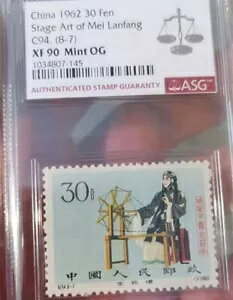 China 1962 30 Fen
Stage Art of Mei Lanfang
C94. (8-7)
XF 90 Mint OG
1034807-145
ASG
AUTHENTICATED STAMP GUARANTY
30分
中国人民邮政